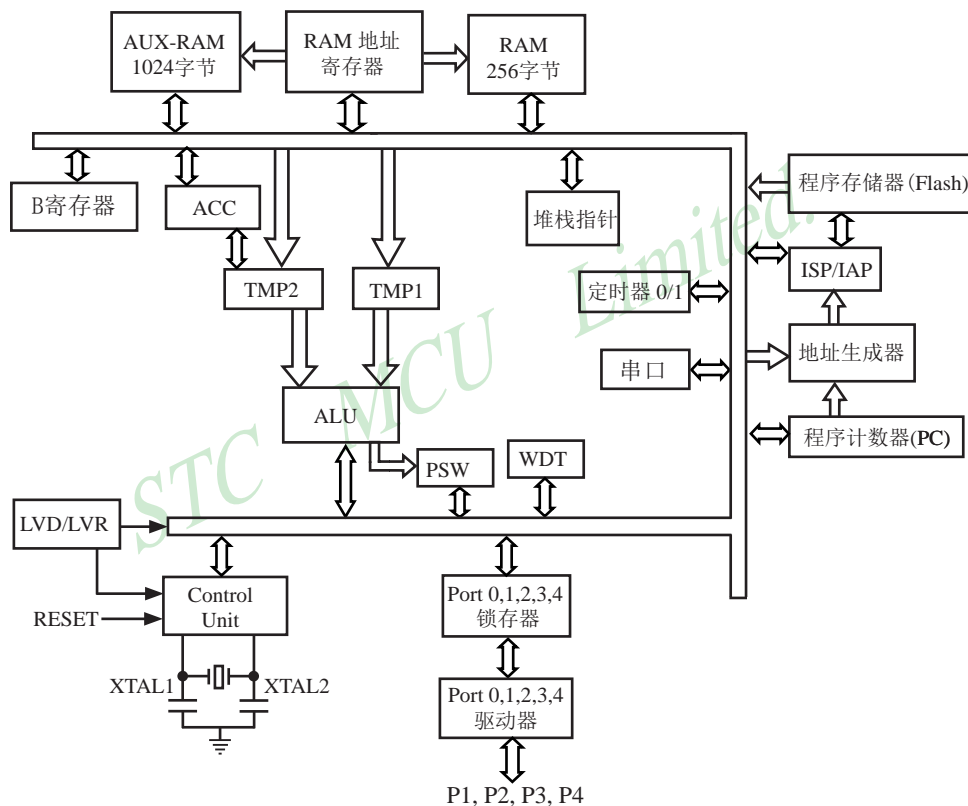 AUX-RAM
1024字节
RAM 地址
寄存器
RAM
256字节
B寄存器
ACC
堆栈指针
程序存储器(Flash)
TMP2
TMP1
定时器 0/1
ISP/IAP
串口
地址生成器
ALU
程序计数器(PC)
PSW
WDT
LVD/LVR
Control
Unit
RESET
XTAL1
XTAL2
Port 0,1,2,3,4
锁存器
Port 0,1,2,3,4
驱动器
P1, P2, P3, P4
STC MCU Limited.